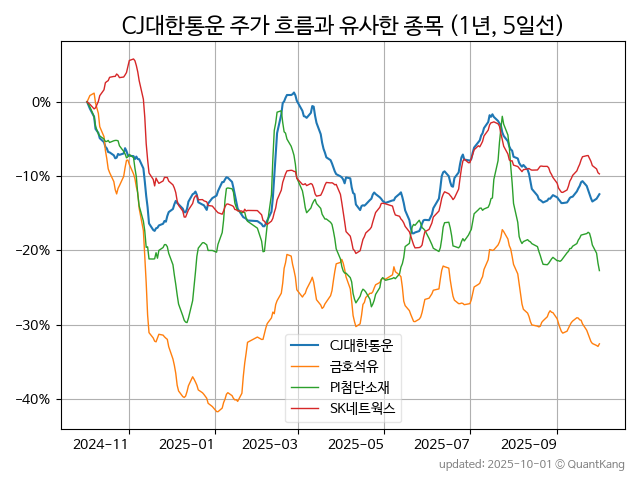 CJ대한통운 주가 흐름과 유사한 종목 (1년, 5일선)
0%
−10%
−20%
−30%
−40%
CJ대한통운
금호석유
PI첨단소재
SK네트웍스
2024-11
2025-01
2025-03
2025-05
2025-07
2025-09
updated: 2025-10-01 © QuantKang